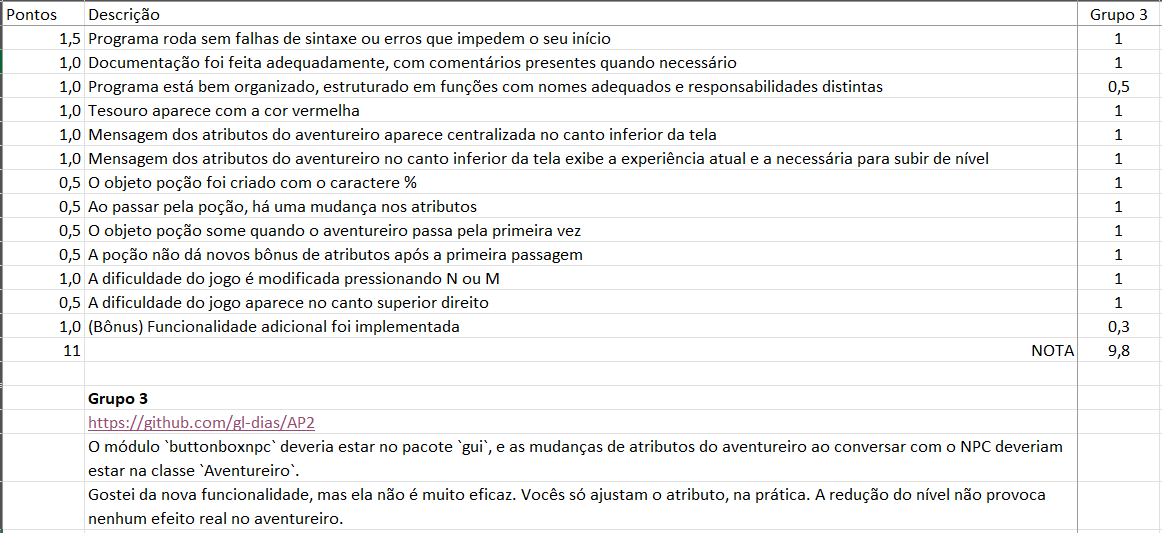 Pontos Descrição Grupo 3
1,5 Programa roda sem falhas de sintaxe ou erros que impedem o seu início 1
1,0 Documentação foi feita adequadamente, com comentários presentes quando necessário 1
1,0 Programa está bem organizado, estruturado em funções com nomes adequados e responsabilidades distintas 0,5
1,0 Tesouro aparece com a cor vermelha 1
1,0 Mensagem dos atributos do aventureiro aparece centralizada no canto inferior da tela 1
1,0 Mensagem dos atributos do aventureiro no canto inferior da tela exibe a experiência atual e a necessária para subir de nível 1
0,5 O objeto poção foi criado com o caractere % 1
0,5 Ao passar pela poção, há uma mudança nos atributos 1
0,5 O objeto poção some quando o aventureiro passa pela primeira vez 1
0,5 A poção não dá novos bônus de atributos após a primeira passagem 1
1,0 A dificuldade do jogo é modificada pressionando N ou M 1
0,5 A dificuldade do jogo aparece no canto superior direito 1
1,0 (Bônus) Funcionalidade adicional foi implementada 0,3
11 NOTA 9,8
Grupo 3
https://github.com/gl-dias/AP2
O módulo `buttonboxnpc` deveria estar no pacote `gui`, e as mudanças de atributos do aventureiro ao conversar com o NPC deveriam
estar na classe `Aventureiro`.
Gostei da nova funcionalidade, mas ela não é muito eficaz. Vocês só ajustam o atributo, na prática. A redução do nível não provoca
nenhum efeito real no aventureiro.